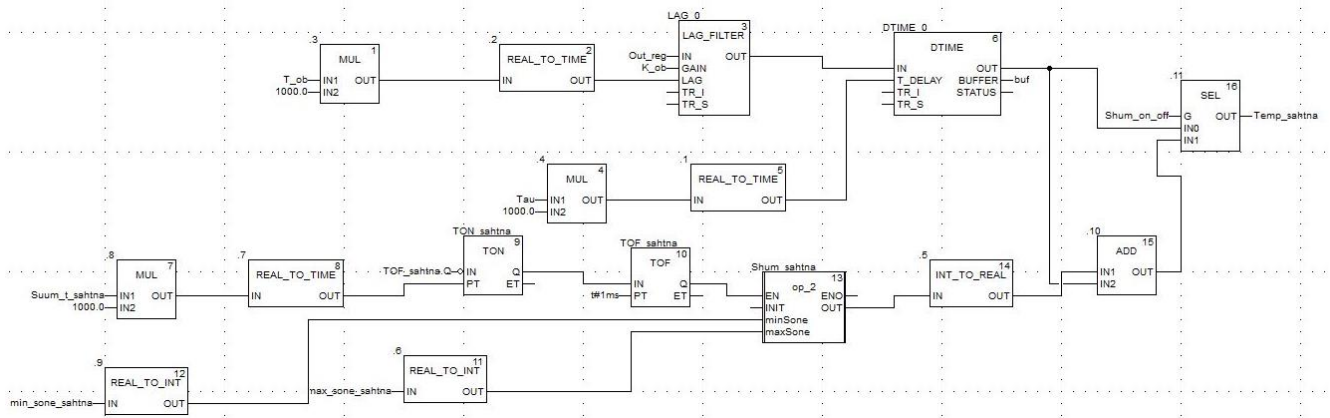 LAG_0
.3
1
MUL
T_ob
IN1
OUT
1000.0
IN2
.2
2
REAL_TO_TIME
IN
OUT
3
LAG_FILTER
Out_reg
IN
OUT
K_ob
GAIN
LAG
TR_I
TR_S
DTIME_0
6
DTIME
IN
OUT
T_DELAY
BUFFER
buf
TR_I
STATUS
TR_S
.11
16
SEL
Shum_on_off
G
OUT
Temp_sahtna
IN0
IN1
.4
4
MUL
Tau
IN1
OUT
1000.0
IN2
.1
5
REAL_TO_TIME
IN
OUT
.8
7
MUL
Suum_t_sahtna
IN1
OUT
1000.0
IN2
.7
8
REAL_TO_TIME
IN
OUT
TON_sahtna
9
TON
TOF_sahtna.Q
IN
Q
PT
ET
TOF_sahtna
10
TOF
IN
Q
t#1ms
PT
ET
Shum_sahtna
13
op_2
EN
ENO
INIT
OUT
minSone
maxSone
.5
14
INT_TO_REAL
IN
OUT
.10
15
ADD
IN1
OUT
IN2
.9
12
REAL_TO_INT
min_sone_sahtna
IN
OUT
.6
11
REAL_TO_INT
max_sone_sahtna
IN
OUT